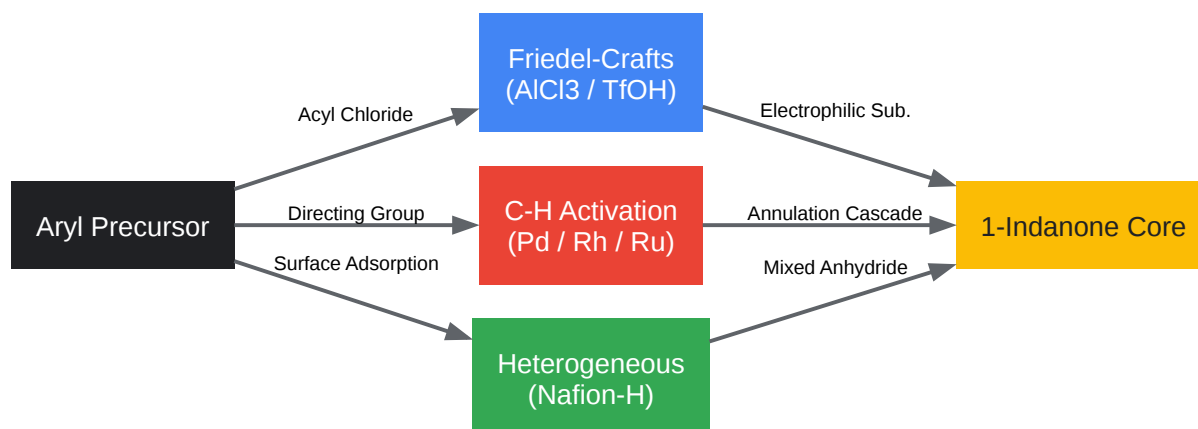 Friedel-Crafts
(AlCl3 / TfOH)
Acyl Chloride
Electrophilic Sub.
Aryl Precursor
Directing Group
C-H Activation
(Pd / Rh / Ru)
Annulation Cascade
1-Indanone Core
Surface Adsorption
Mixed Anhydride
Heterogeneous
(Nafion-H)